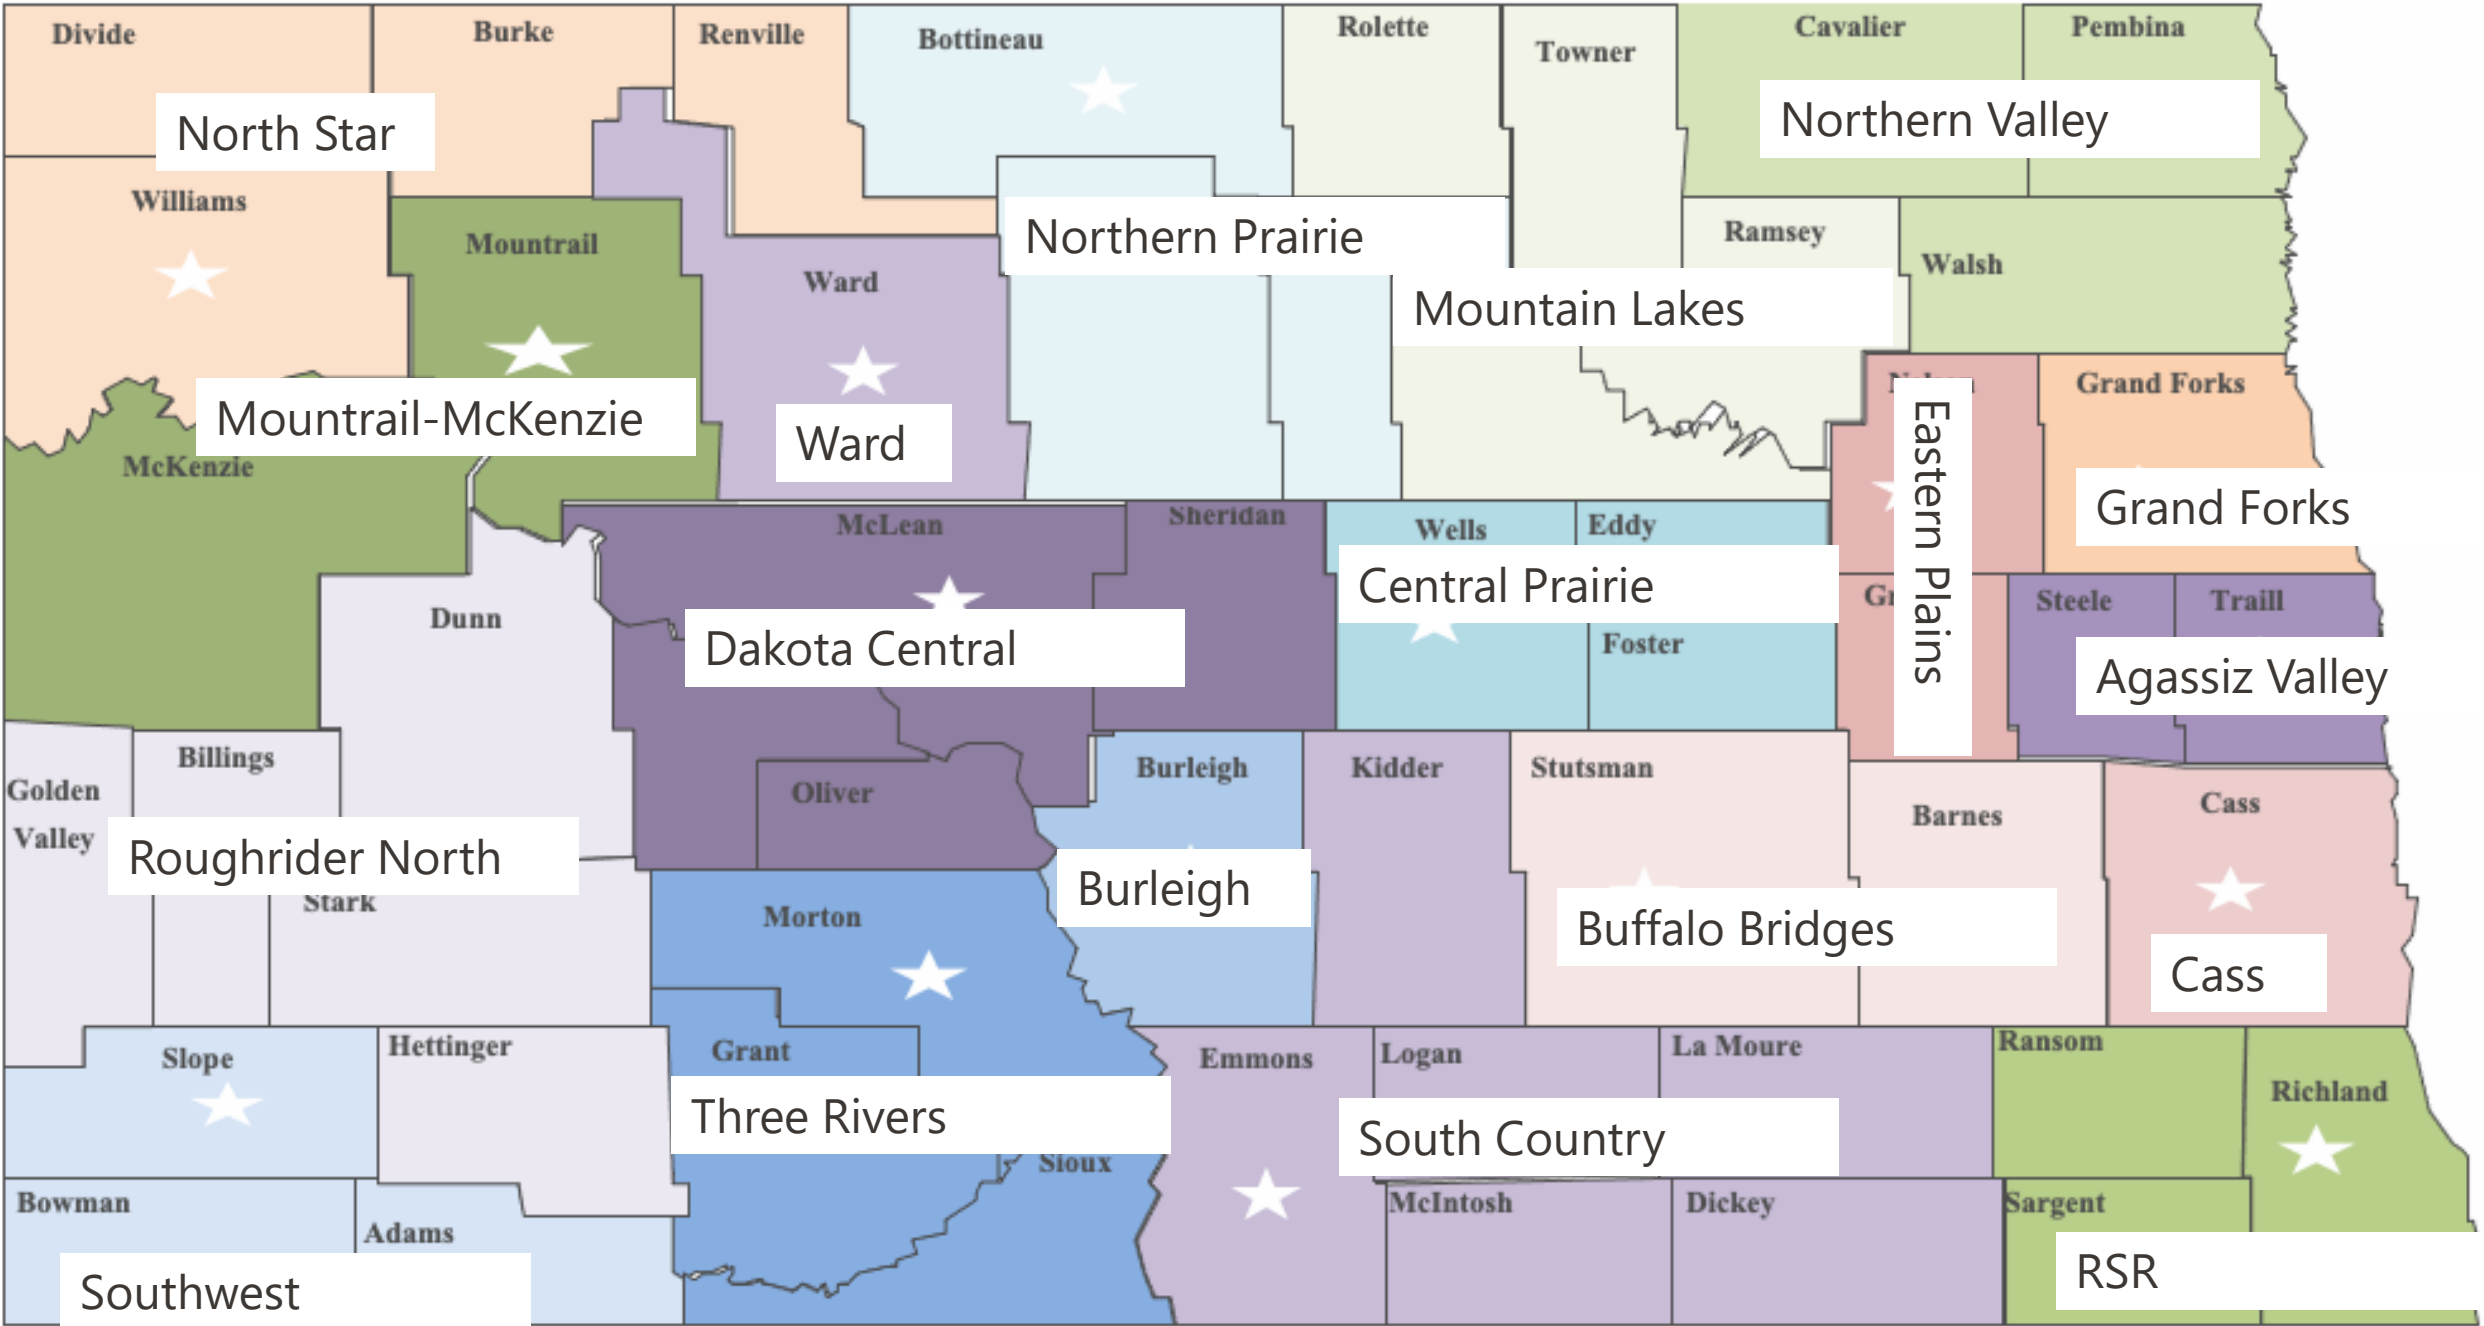 Divide
Burke
Renville
Bottineau
Rolette
Towner
Cavalier
Pembina
North Star
Northern Valley
Williams
Mountrail
Ward
Northern Prairie
Ramsey
Walsh
Mountain Lakes
Mountrail-McKenzie
Ward
McKenzie
Grand Forks
Eastern Plains
Grand Forks
McLean
Sheridan
Wells
Eddy
Central Prairie
Dunn
Dakota Central
Foster
Steele
Traill
Agassiz Valley
Golden
Valley
Billings
Oliver
Burleigh
Kidder
Stutsman
Barnes
Cass
Roughrider North
Stark
Morton
Burleigh
Buffalo Bridges
Cass
Slope
Hettinger
Grant
Emmons
Logan
La Moure
Ransom
Richland
Three Rivers
Sioux
South Country
Bowman
Adams
McIntosh
Dickey
Sargent
Southwest
RSR